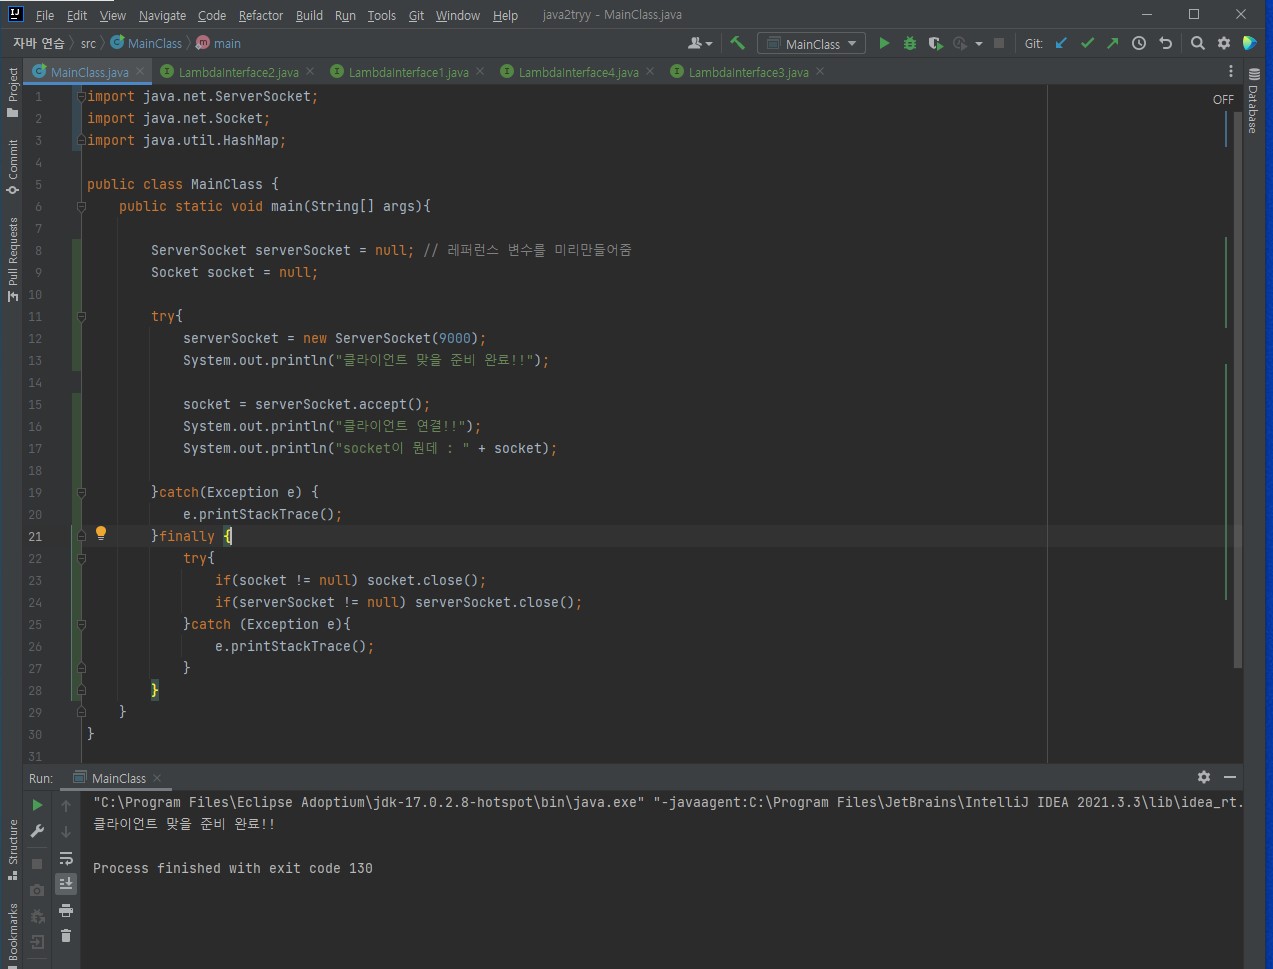 File Edit View Navigate Code Refactor Build Run Tools Git Window Help java2tryy - MainClass.java
자바 연습 src MainClass main MainClass Git:
Project
Commit
Pull Requests
Structure
Bookmarks
Database
MainClass.java LambdaInterface2.java LambdaInterface1.java LambdaInterface4.java LambdaInterface3.java
OFF
1 import java.net.ServerSocket;
2 import java.net.Socket;
3 import java.util.HashMap;
4
5 public class MainClass {
6 public static void main(String[] args){
7
8 ServerSocket serverSocket = null; // 레퍼런스 변수를 미리만들어줌
9 Socket socket = null;
10
11 try{
12 serverSocket = new ServerSocket(9000);
13 System.out.println("클라이언트 맞을 준비 완료!!");
14
15 socket = serverSocket.accept();
16 System.out.println("클라이언트 연결!!");
17 System.out.println("socket이 뭔데 : " + socket);
18
19 }catch(Exception e) {
20 e.printStackTrace();
21 }finally {
22 try{
23 if(socket != null) socket.close();
24 if(serverSocket != null) serverSocket.close();
25 }catch (Exception e){
26 e.printStackTrace();
27 }
28 }
29 }
30 }
31
Run: MainClass
"C:\Program Files\Eclipse Adoptium\jdk-17.0.2.8-hotspot\bin\java.exe" "-javaagent:C:\Program Files\JetBrains\IntelliJ IDEA 2021.3.3\lib\idea_rt.
클라이언트 맞을 준비 완료!!
Process finished with exit code 130